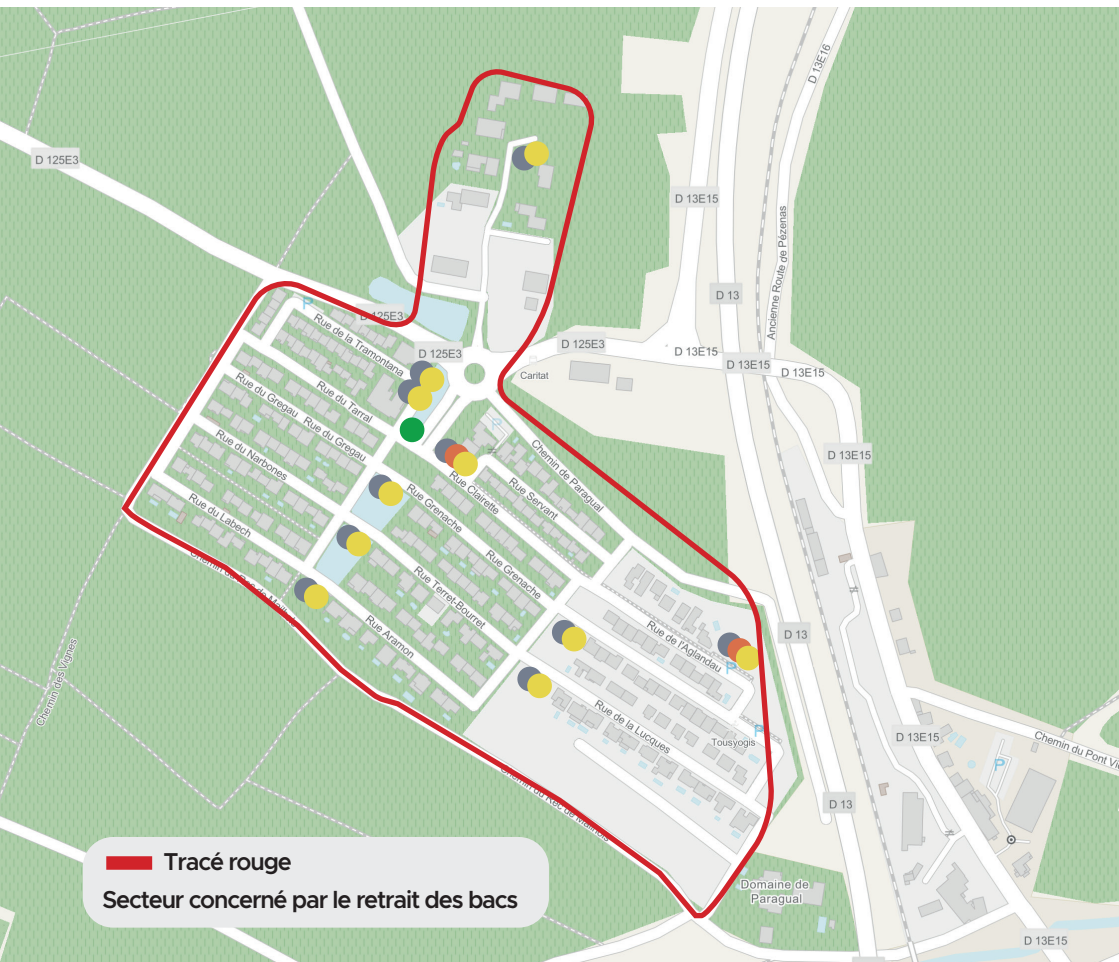 D 13E16
D 125E3
D 13E15
Ancienne Route de Pézenas
D 13
P
D 125E3
Rue de la Tramontana
D 125E3
D 125E3
D 13E15
D 13E15
D 13E15
Caritat
Rue du Tarral
Rue du Gregau
Rue du Gregau
P
Chemin de Paragual
Rue du Narbones
Rue Clairette
Rue Servant
D 13E15
Rue du Labech
Rue Grenache
Rue Grenache
Rue Terret-Bourret
Rue Aramon
Rue de l'Aglandau
D 13
P
Chemin des Vignes
Rue de la Lucques
Tousyogis
P
D 13E15
Chemin du Pont Vie
P
D 13
Tracé rouge
Secteur concerné par le retrait des bacs
Domaine de
Paragual
D 13E15